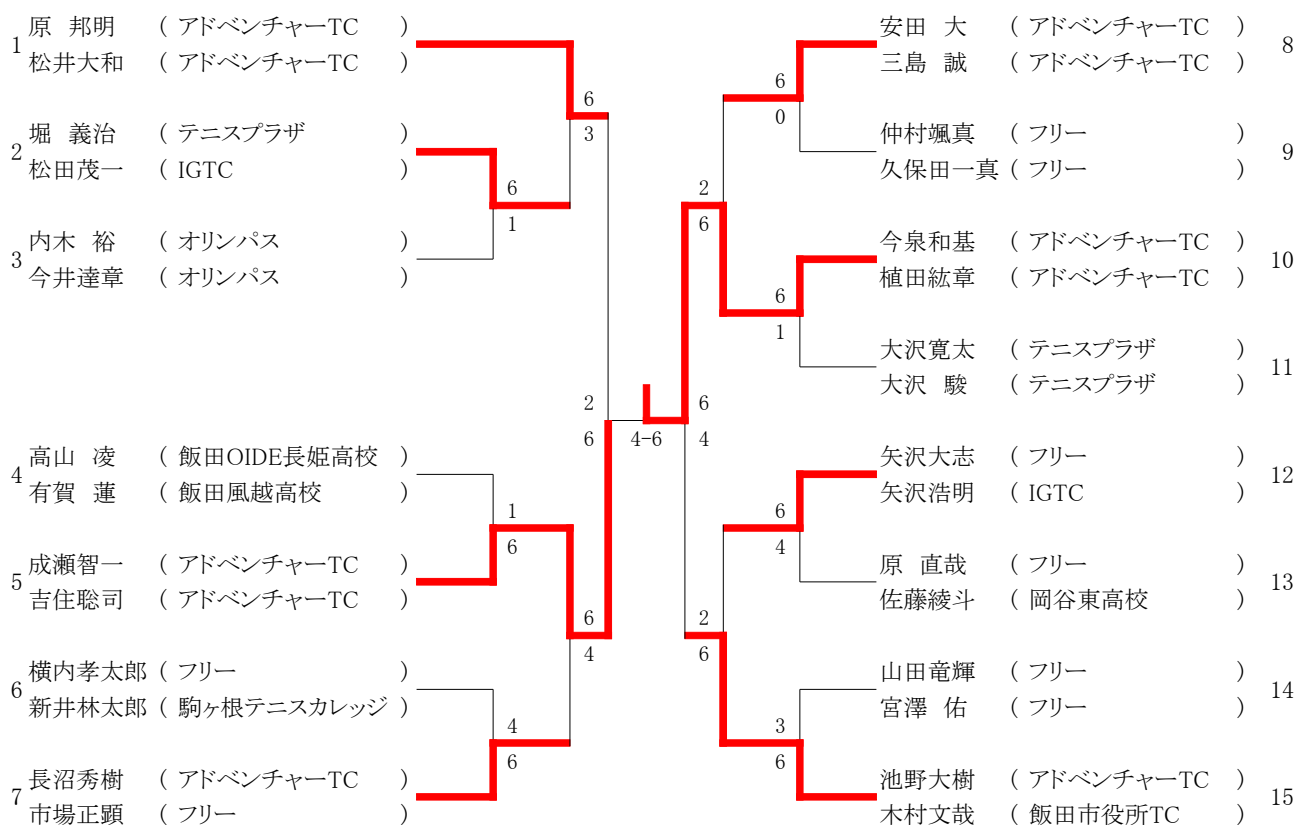 1
原 邦明 ( アドベンチャーTC )
松井大和 ( アドベンチャーTC )
2
堀 義治 ( テニスプラザ )
松田茂一 ( IGTC )
3
内木 裕 ( オリンパス )
今井達章 ( オリンパス )
4
高山 凌 ( 飯田OIDE長姫高校 )
有賀 蓮 ( 飯田風越高校 )
5
成瀬智一 ( アドベンチャーTC )
吉住聡司 ( アドベンチャーTC )
6
横内孝太郎 ( フリー )
新井林太郎 ( 駒ヶ根テニスカレッジ )
7
長沼秀樹 ( アドベンチャーTC )
市場正顕 ( フリー )
6
1
1
6
4
6
6
3
6
4
2
6
4-6
6
4
2
6
2
6
6
0
6
1
6
4
3
6
安田 大 ( アドベンチャーTC )
三島 誠 ( アドベンチャーTC )
8
仲村颯真 ( フリー )
久保田一真 ( フリー )
9
今泉和基 ( アドベンチャーTC )
植田紘章 ( アドベンチャーTC )
10
大沢寛太 ( テニスプラザ )
大沢 駿 ( テニスプラザ )
11
矢沢大志 ( フリー )
矢沢浩明 ( IGTC )
12
原 直哉 ( フリー )
佐藤綾斗 ( 岡谷東高校 )
13
山田竜輝 ( フリー )
宮澤 佑 ( フリー )
14
池野大樹 ( アドベンチャーTC )
木村文哉 ( 飯田市役所TC )
15